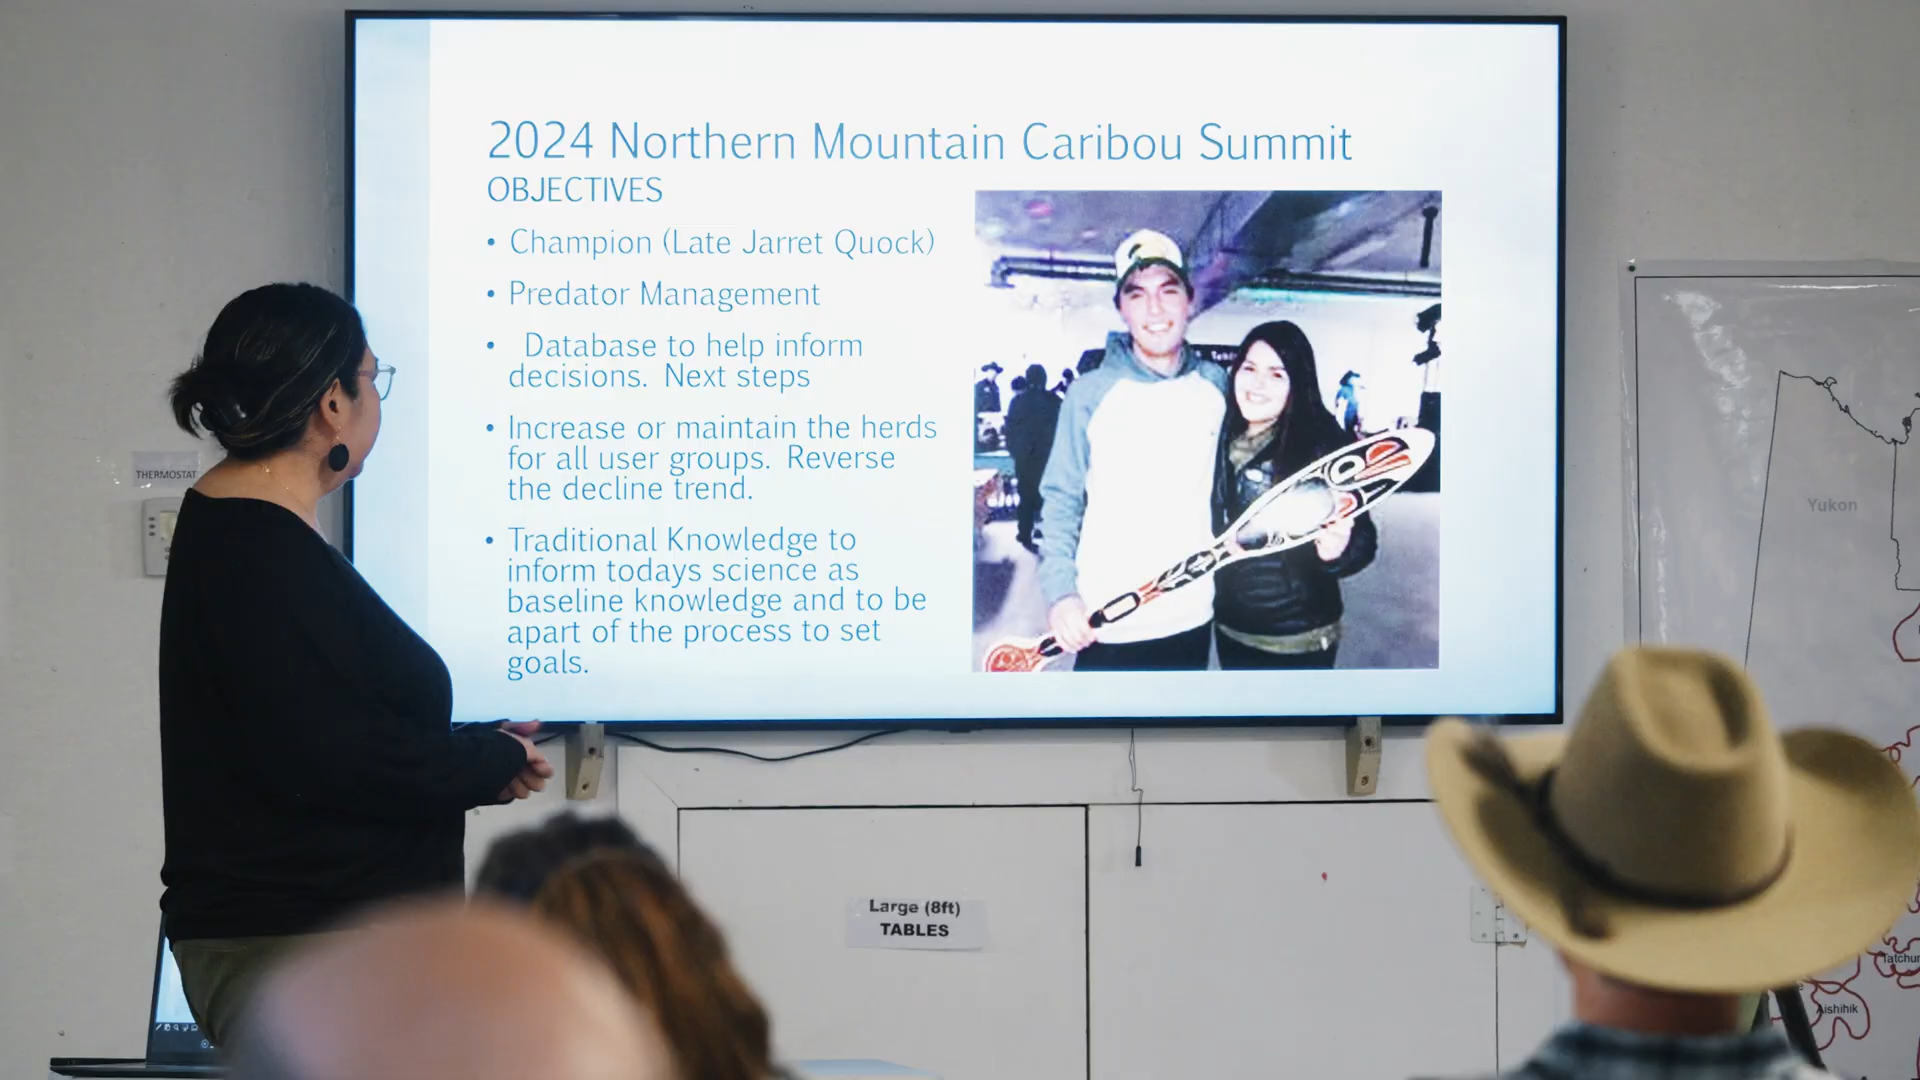 2024 Northern Mountain Caribou Summit
OBJECTIVES
• Champion (Late Jarret Quock)
• Predator Management
• Database to help inform
decisions. Next steps
• Increase or maintain the herds
for all user groups. Reverse
the decline trend.
• Traditional Knowledge to
inform todays science as
baseline knowledge and to be
apart of the process to set
goals.
THERMOSTAT
Yukon
Large (8ft)
TABLES
Aishihik